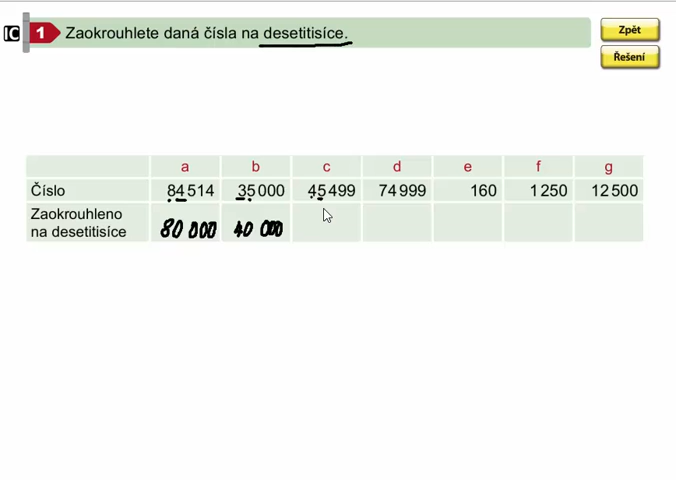 IC 1 Zaokrouhlete daná čísla na desetitisíce.
Zpět
Řešení
a b c d e f g
Číslo 84 514 35 000 45 499 74 999 160 1 250 12 500
Zaokrouhleno
na desetitisíce 80 000 40 000